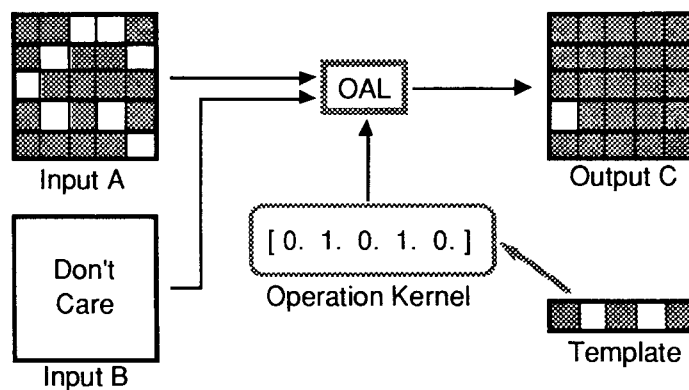 OAL
Input A
Output C
[ 0. 1. 0. 1. 0. ]
Don't
Care
Operation Kernel
Input B
Template